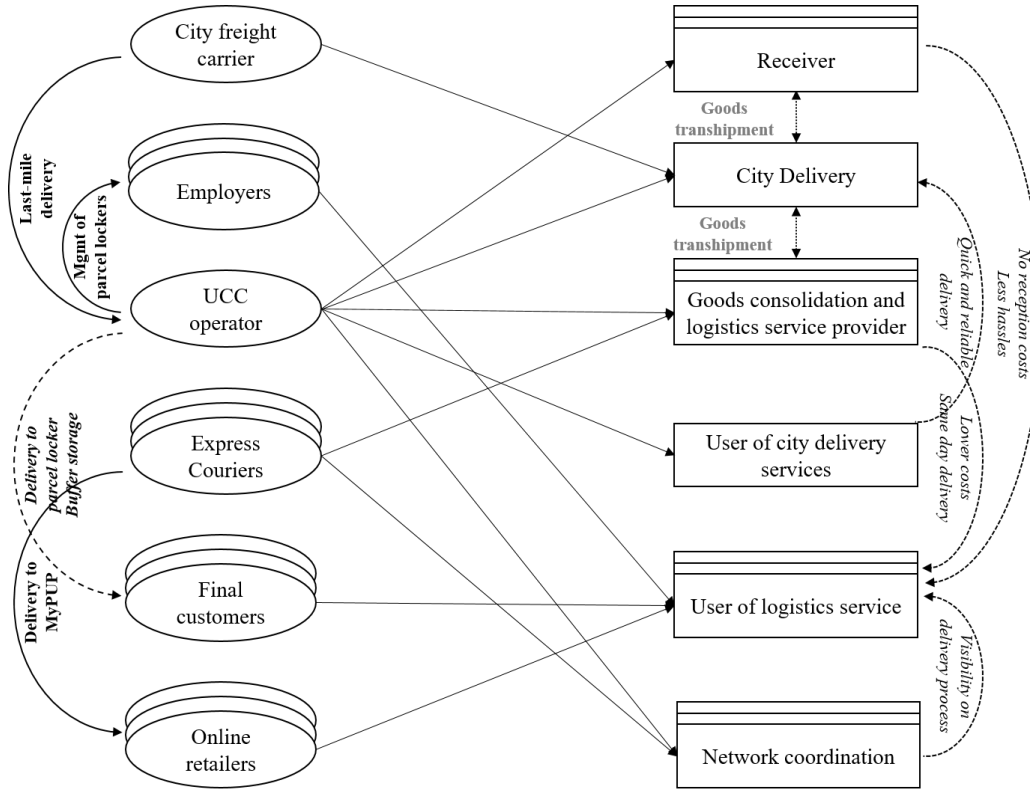 City freight
carrier
Employers
UCC
operator
Express
Couriers
Final
customers
Online
retailers
Last-mile
delivery
Mgmt of
parcel lockers
Delivery to
parcel locker
Buffer storage
Delivery to
MyPUP
Receiver
Goods
transhipment
City Delivery
Goods
transhipment
Goods consolidation and
logistics service provider
User of city delivery
services
User of logistics service
Network coordination
Quick and reliable
delivery
No reception costs
Less hassles
Lower costs
Same day delivery
Visibility on
delivery process